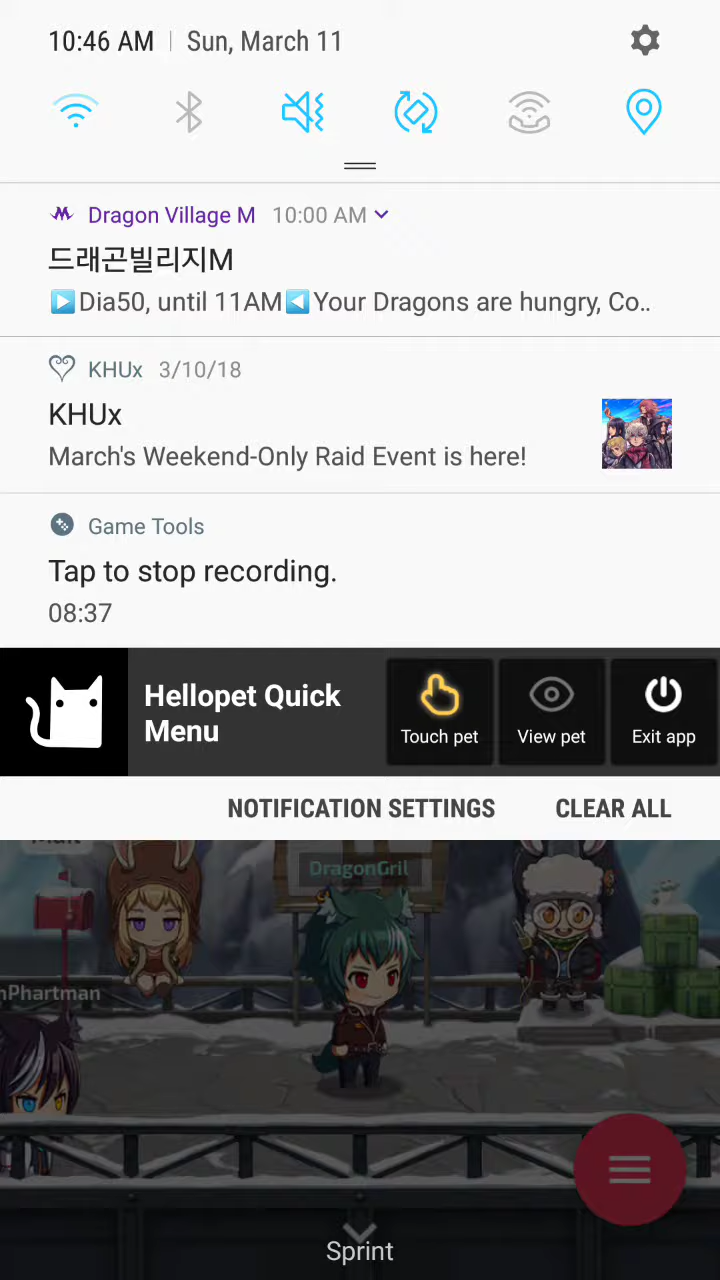 10:46 AM | Sun, March 11
Dragon Village M 10:00 AM
드래곤빌리지M
▶Dia50, until 11AM◀Your Dragons are hungry, Co..
KHUx 3/10/18
KHUx
March's Weekend-Only Raid Event is here!
Game Tools
Tap to stop recording.
08:37
Hellopet Quick
Menu
Touch pet
View pet
Exit app
NOTIFICATION SETTINGS
CLEAR ALL
DragonGril
nPhartman
Sprint